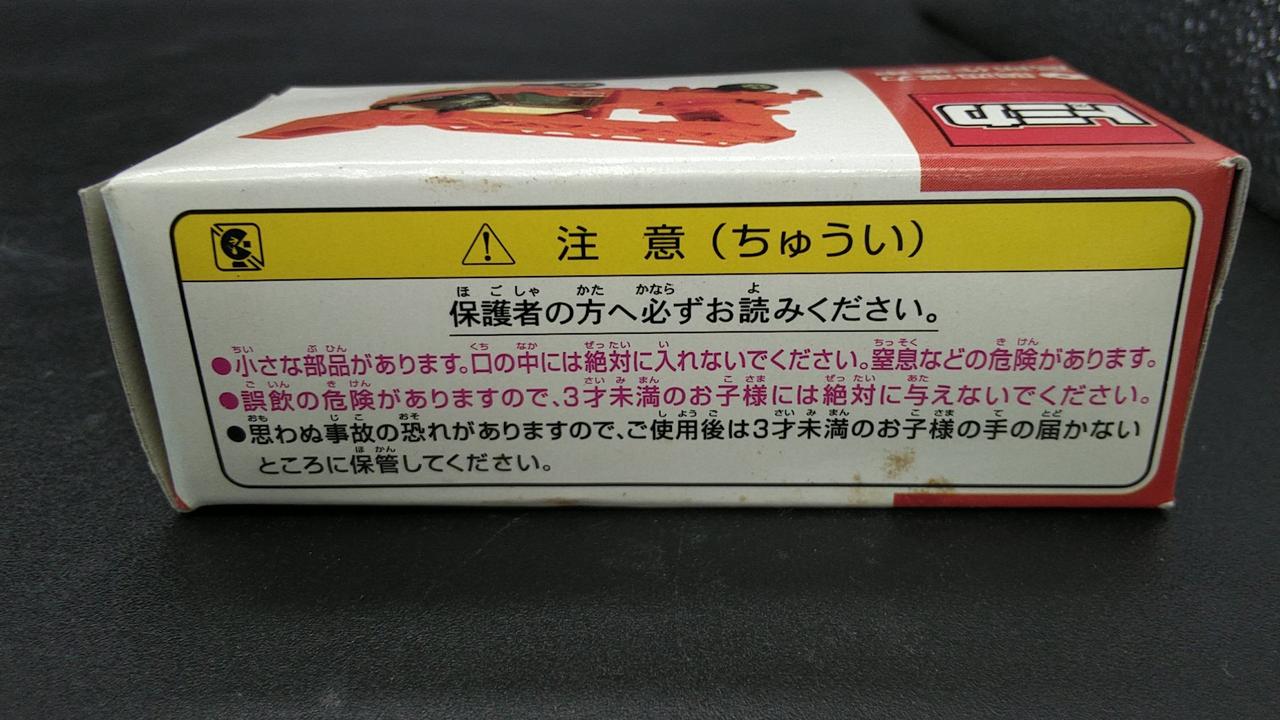 トミカ
注 意（ちゅうい）
保護者の方へ必ずお読みください。
●小さな部品があります。口の中には絶対に入れないでください。窒息などの危険があります。
●誤飲の危険がありますので、3才未満のお子様には絶対に与えないでください。
●思わぬ事故の恐れがありますので、ご使用後は3才未満のお子様の手の届かない
ところに保管してください。